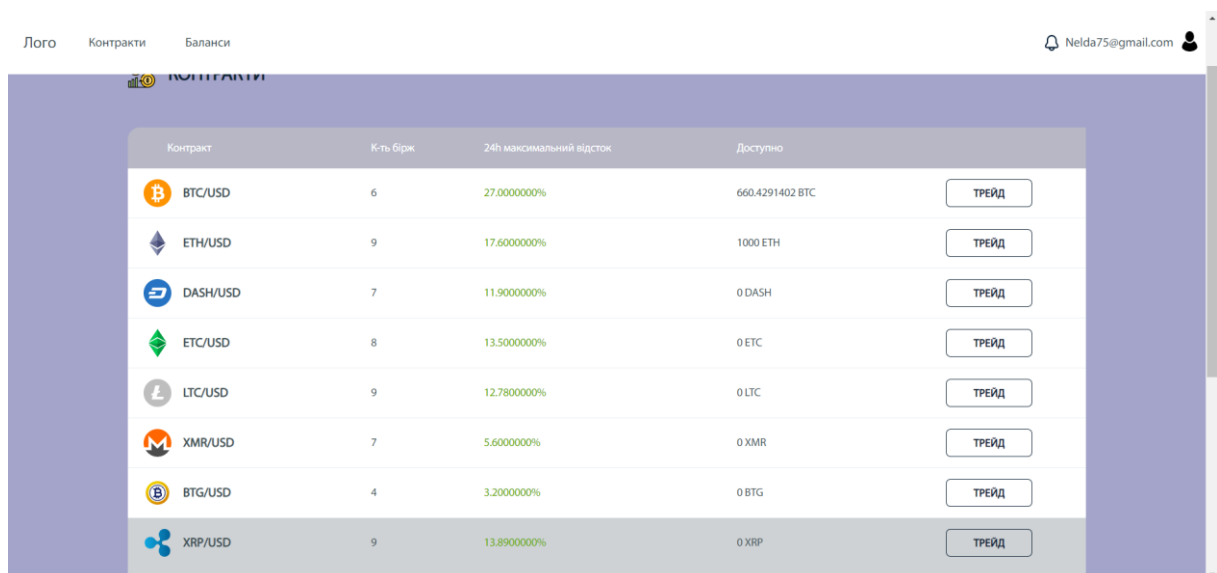 Лого Контракти Баланси Nelda75@gmail.com
КОНТРАКТИ
Контракт К-ть бірж 24h максимальний відсток Доступно
BTC/USD 6 27.0000000% 660.4291402 BTC ТРЕЙД
ETH/USD 9 17.6000000% 1000 ETH ТРЕЙД
DASH/USD 7 11.9000000% 0 DASH ТРЕЙД
ETC/USD 8 13.5000000% 0 ETC ТРЕЙД
LTC/USD 9 12.7800000% 0 LTC ТРЕЙД
XMR/USD 7 5.6000000% 0 XMR ТРЕЙД
BTG/USD 4 3.2000000% 0 BTG ТРЕЙД
XRP/USD 9 13.8900000% 0 XRP ТРЕЙД